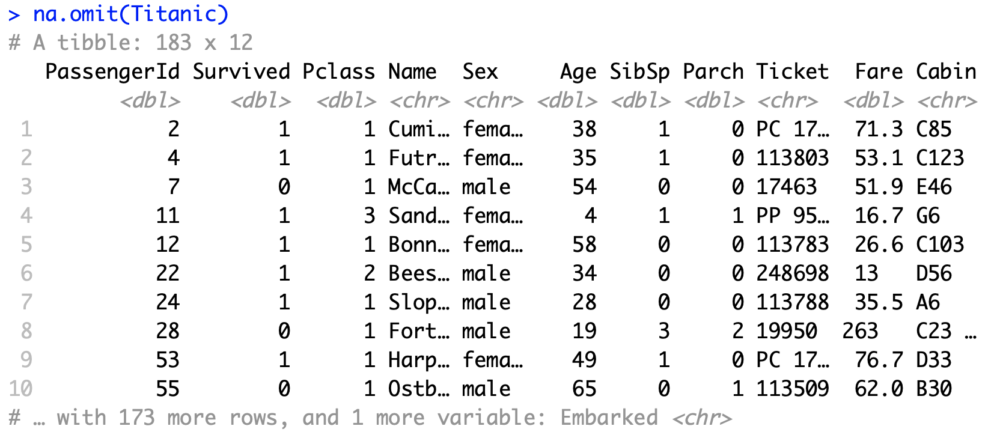 > na.omit(Titanic)
# A tibble: 183 x 12
   PassengerId Survived Pclass Name  Sex     Age SibSp Parch Ticket  Fare Cabin
         <dbl>    <dbl>  <dbl> <chr> <chr> <dbl> <dbl> <dbl> <chr>  <dbl> <chr>
 1           2        1      1 Cumi… fema…    38     1     0 PC 17…  71.3 C85
 2           4        1      1 Futr… fema…    35     1     0 113803  53.1 C123
 3           7        0      1 McCa… male     54     0     0 17463   51.9 E46
 4          11        1      3 Sand… fema…     4     1     1 PP 95…  16.7 G6
 5          12        1      1 Bonn… fema…    58     0     0 113783  26.6 C103
 6          22        1      2 Bees… male     34     0     0 248698  13   D56
 7          24        1      1 Slop… male     28     0     0 113788  35.5 A6
 8          28        0      1 Fort… male     19     3     2 19950  263   C23 …
 9          53        1      1 Harp… fema…    49     1     0 PC 17…  76.7 D33
10          55        0      1 Ostb… male     65     0     1 113509  62.0 B30
# … with 173 more rows, and 1 more variable: Embarked <chr>